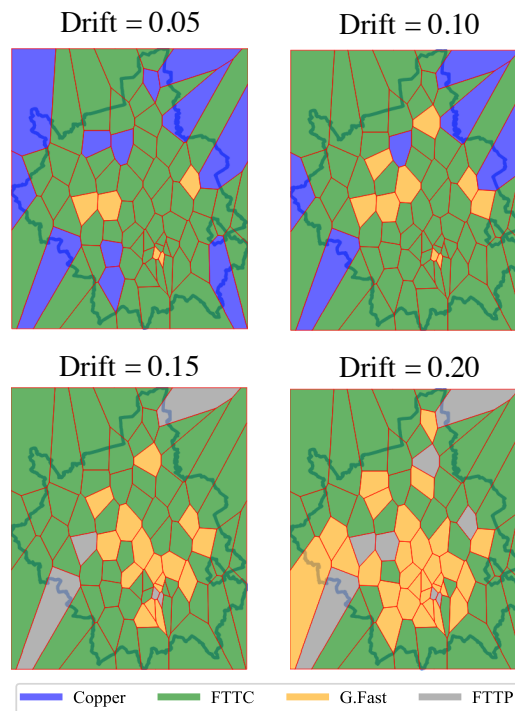 Drift = 0.05 Drift = 0.10
Drift = 0.15 Drift = 0.20
Copper FTTC G.Fast FTTP